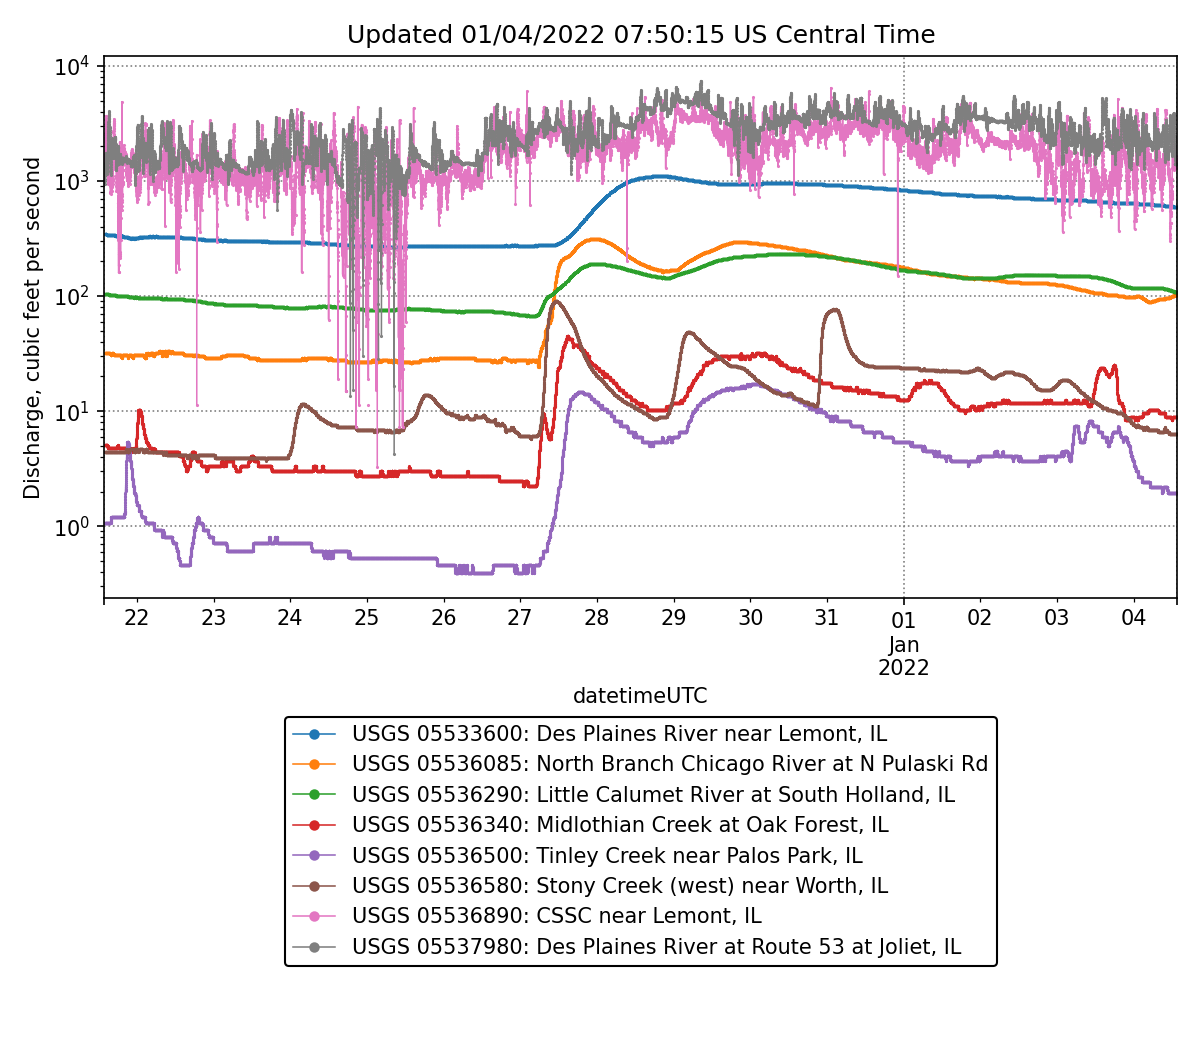 Updated 01/04/2022 07:50:15 US Central Time
Discharge, cubic feet per second
10^4
10^3
10^2
10^1
10^0
22 23 24 25 26 27 28 29 30 31 01 02 03 04
Jan
2022
datetimeUTC
USGS 05533600: Des Plaines River near Lemont, IL
USGS 05536085: North Branch Chicago River at N Pulaski Rd
USGS 05536290: Little Calumet River at South Holland, IL
USGS 05536340: Midlothian Creek at Oak Forest, IL
USGS 05536500: Tinley Creek near Palos Park, IL
USGS 05536580: Stony Creek (west) near Worth, IL
USGS 05536890: CSSC near Lemont, IL
USGS 05537980: Des Plaines River at Route 53 at Joliet, IL